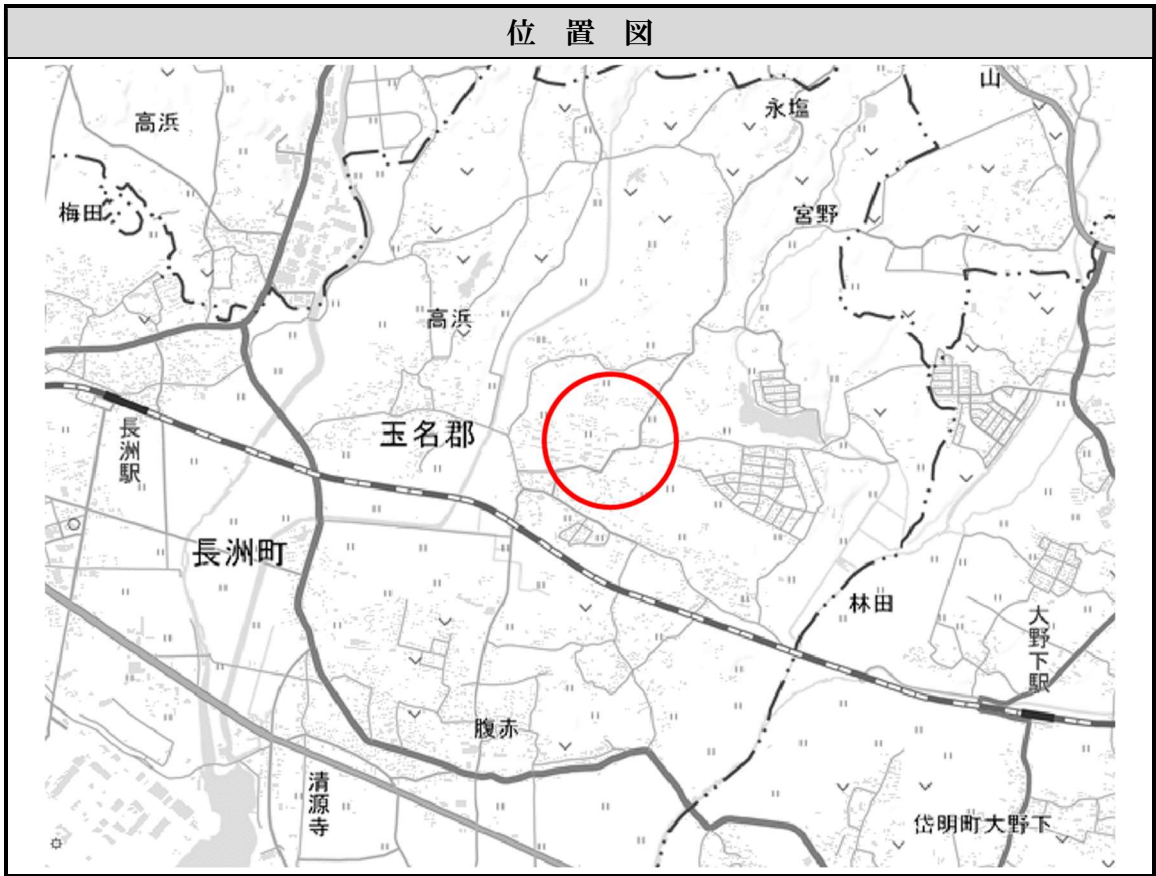 位 置 図
山
永塩
高浜
梅田
宮野
高浜
玉名郡
長洲駅
長洲町
林田
大野下駅
腹赤
清源寺
岱明町大野下